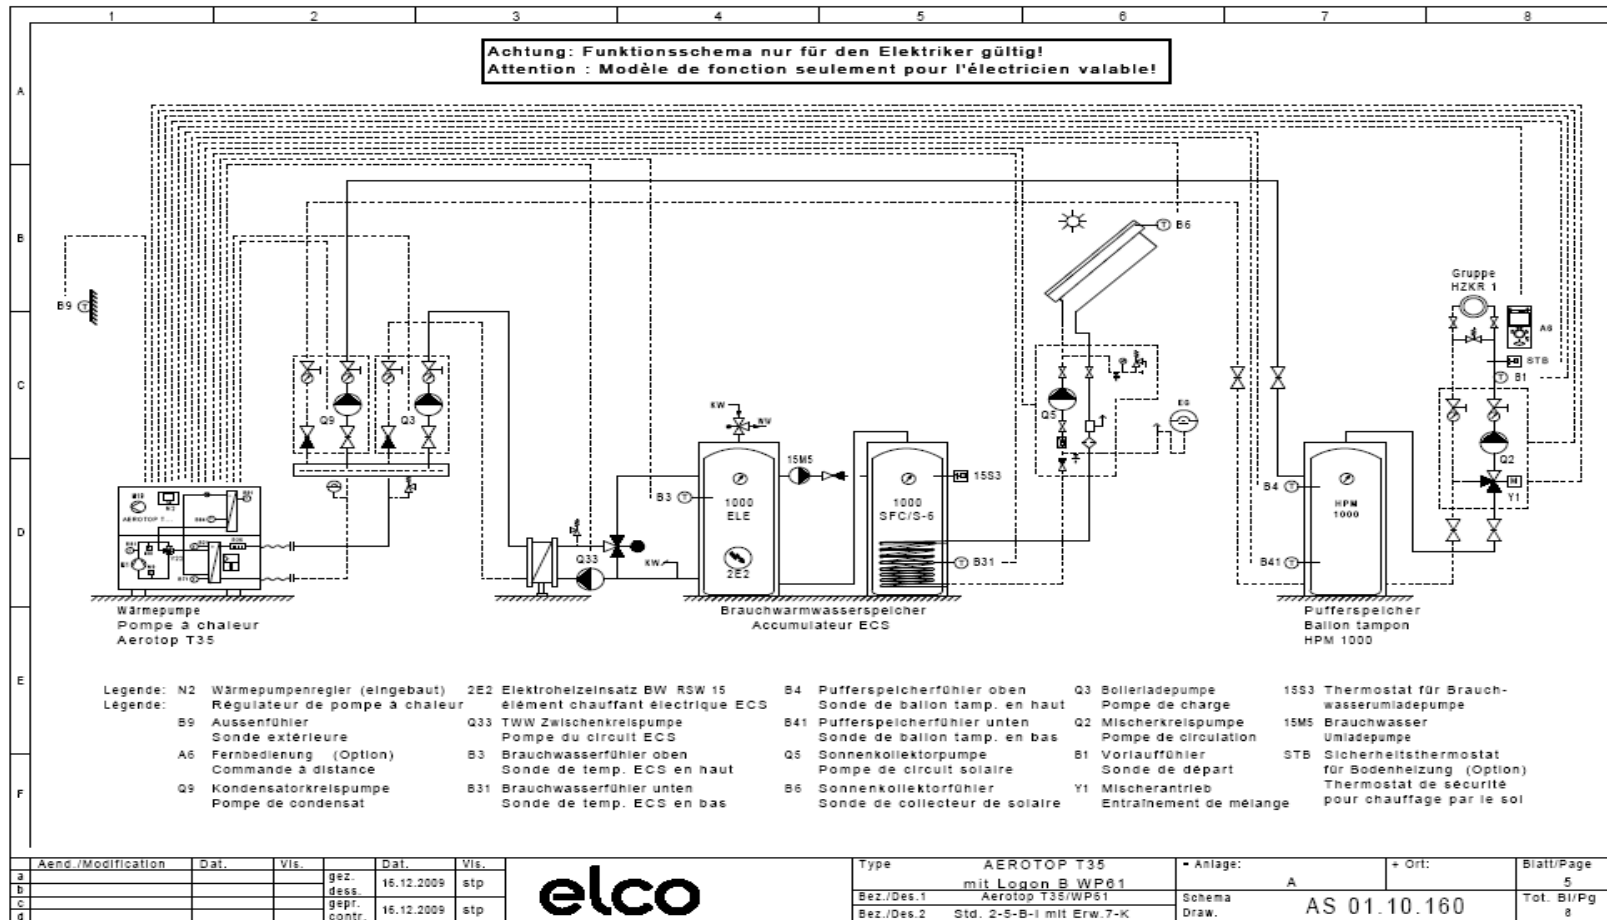 1 2 3 4 5 6 7 8
Achtung: Funktionsschema nur für den Elektriker gültig!
Attention : Modèle de fonction seulement pour l'électricien valable!
A
B
C
D
E
F
B9
B6
Gruppe
HZKR 1
A6
STB
B1
Q9
Q3
Q5
EG
KW
WW
Q2
15M5
15S3
B3
B4
Y1
M
1000
ELE
1000
SFC/S-6
HPM
1000
AEROTOP T...
N2
Q33
KW
2E2
B31
B41
Wärmepumpe
Pompe à chaleur
Aerotop T35
Brauchwarmwasserspeicher
Accumulateur ECS
Pufferspeicher
Ballon tampon
HPM 1000
Legende: N2 Wärmepumpenregler (eingebaut)
Légende: Régulateur de pompe à chaleur
B9 Aussenfühler
Sonde extérieure
A6 Fernbedienung (Option)
Commande à distance
Q9 Kondensatorkreispumpe
Pompe de condensat
2E2 Elektroheizeinsatz BW RSW 15
élément chauffant électrique ECS
Q33 TWW Zwischenkreispumpe
Pompe du circuit ECS
B3 Brauchwasserfühler oben
Sonde de temp. ECS en haut
B31 Brauchwasserfühler unten
Sonde de temp. ECS en bas
B4 Pufferspeicherfühler oben
Sonde de ballon tamp. en haut
B41 Pufferspeicherfühler unten
Sonde de ballon tamp. en bas
Q5 Sonnenkollektorpumpe
Pompe de circuit solaire
B6 Sonnenkollektorfühler
Sonde de collecteur de solaire
Q3 Boilerladepumpe
Pompe de charge
Q2 Mischerkreispumpe
Pompe de circulation
B1 Vorlauffühler
Sonde de départ
Y1 Mischerantrieb
Entraînement de mélange
15S3 Thermostat für Brauch-
wasserumladepumpe
15M5 Brauchwasser
Umladepumpe
STB Sicherheitsthermostat
für Bodenheizung (Option)
Thermostat de sécurité
pour chauffage par le sol
Aend./Modification Dat. Vis. Dat. Vis.
a
b
c
d
gez.
dess. 16.12.2009 stp
gepr.
contr. 16.12.2009 stp
elco
Type AEROTOP T35
mit Logon B WP61
Bez./Des.1 Aerotop T35/WP61
Bez./Des.2 Std. 2-5-B-I mit Erw.7-K
= Anlage: A
+ Ort:
Blatt/Page
5
Schema
Draw. AS 01.10.160
Tot. Bl/Pg
8